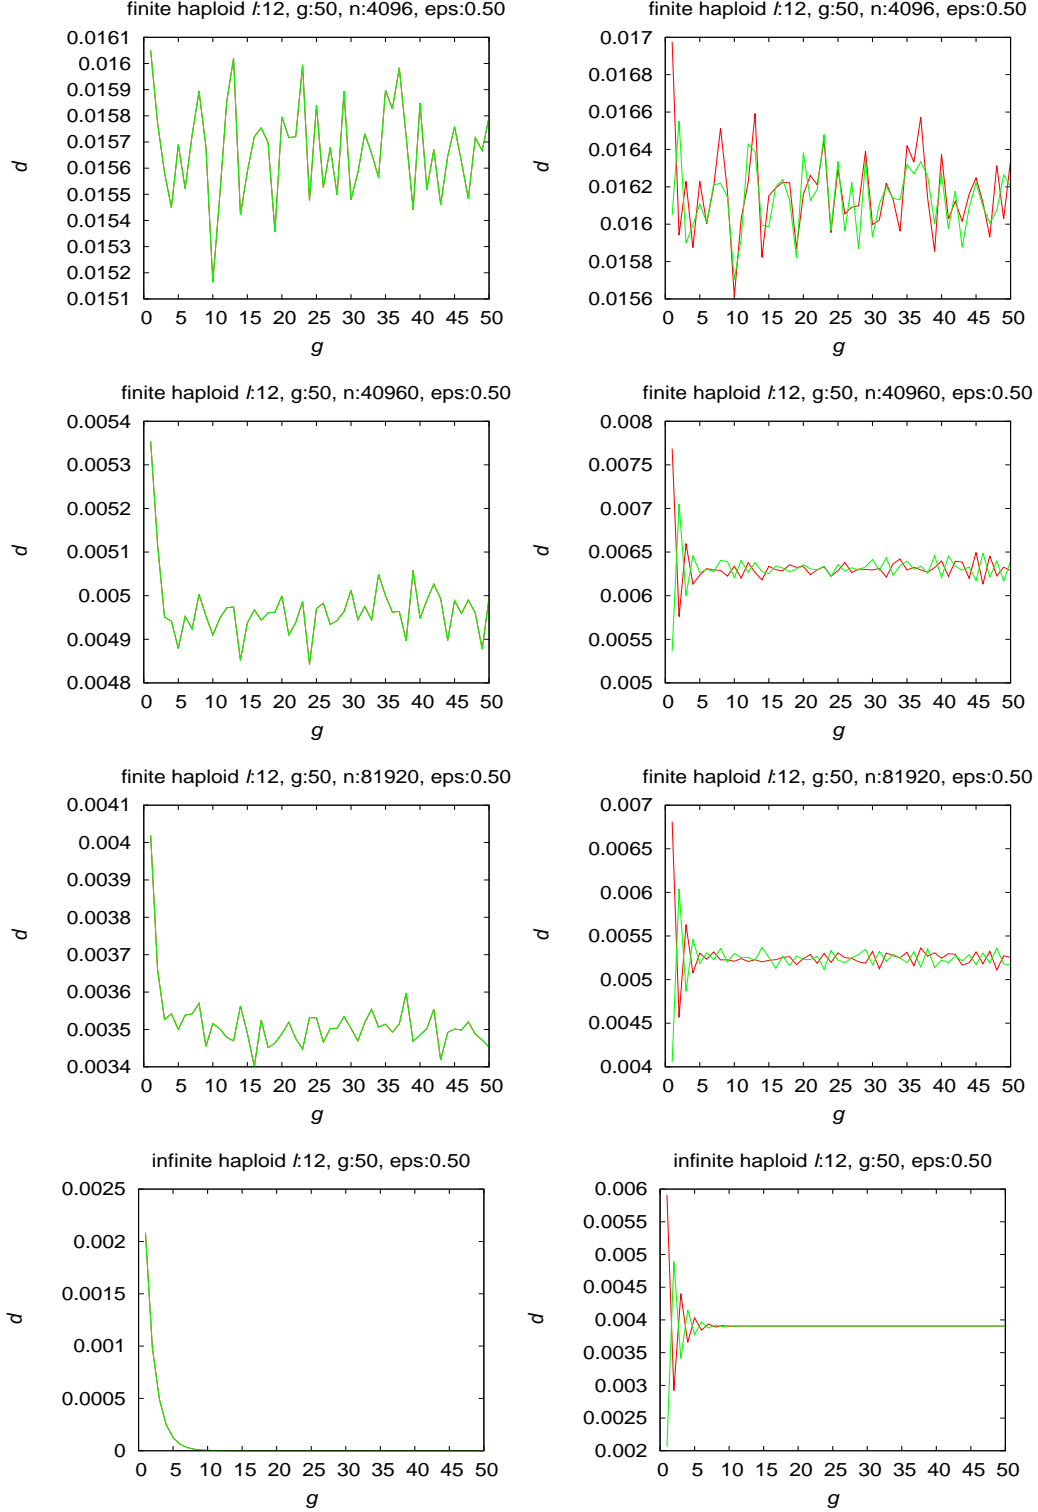 finite haploid l:12, g:50, n:4096, eps:0.50
0.0161
0.016
0.0159
0.0158
0.0157
0.0156
0.0155
0.0154
0.0153
0.0152
0.0151
d
0 5 10 15 20 25 30 35 40 45 50
g
finite haploid l:12, g:50, n:4096, eps:0.50
0.017
0.0168
0.0166
0.0164
0.0162
0.016
0.0158
0.0156
d
0 5 10 15 20 25 30 35 40 45 50
g
finite haploid l:12, g:50, n:40960, eps:0.50
0.0054
0.0053
0.0052
0.0051
0.005
0.0049
0.0048
d
0 5 10 15 20 25 30 35 40 45 50
g
finite haploid l:12, g:50, n:40960, eps:0.50
0.008
0.0075
0.007
0.0065
0.006
0.0055
0.005
d
0 5 10 15 20 25 30 35 40 45 50
g
finite haploid l:12, g:50, n:81920, eps:0.50
0.0041
0.004
0.0039
0.0038
0.0037
0.0036
0.0035
0.0034
d
0 5 10 15 20 25 30 35 40 45 50
g
finite haploid l:12, g:50, n:81920, eps:0.50
0.007
0.0065
0.006
0.0055
0.005
0.0045
0.004
d
0 5 10 15 20 25 30 35 40 45 50
g
infinite haploid l:12, g:50, eps:0.50
0.0025
0.002
0.0015
0.001
0.0005
0
d
0 5 10 15 20 25 30 35 40 45 50
g
infinite haploid l:12, g:50, eps:0.50
0.006
0.0055
0.005
0.0045
0.004
0.0035
0.003
0.0025
0.002
d
0 5 10 15 20 25 30 35 40 45 50
g